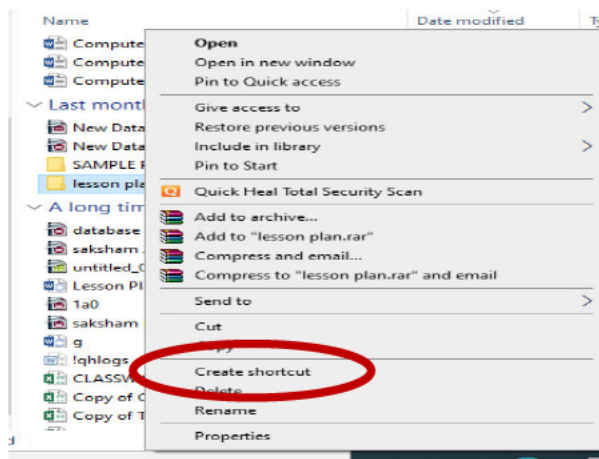 Name Date modified
Compute Open
Compute Open in new window
Compute Pin to Quick access
Last month Give access to
New Data Restore previous versions
New Data Include in library
SAMPLE Pin to Start
lesson pla
Quick Heal Total Security Scan
A long tim
Add to archive...
database Add to "lesson plan.rar"
saksham Compress and email...
untitled_ Compress to "lesson plan.rar" and email
Lesson Pl
1a0 Send to
saksham Cut
g Copy
!qhlogs Create shortcut
CLASSW Delete
Copy of Rename
Copy of T
Properties